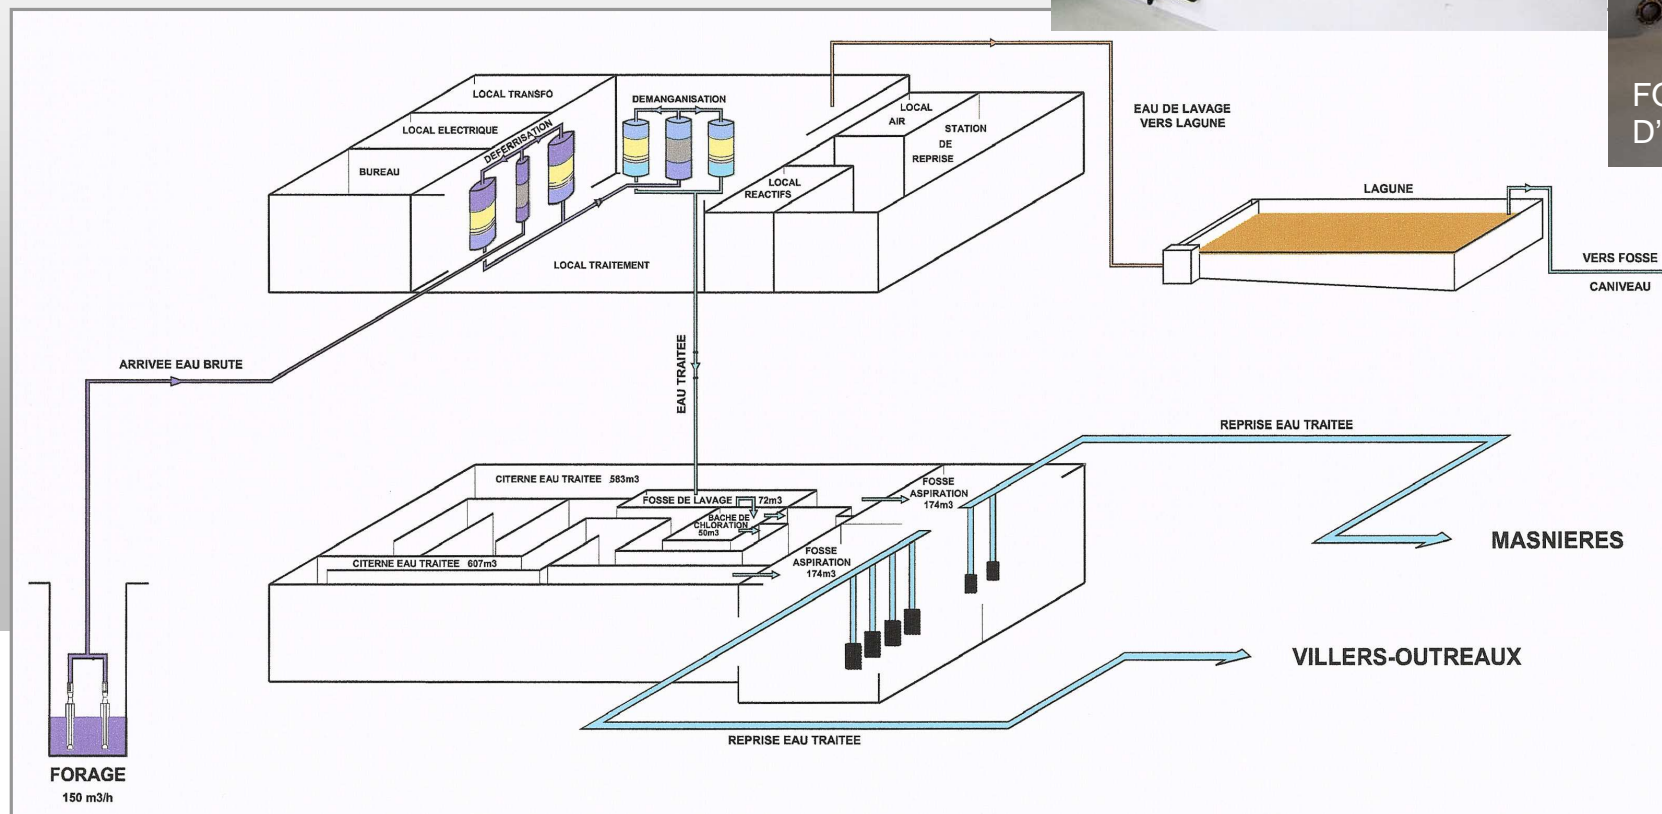 FO
D'
LOCAL TRANSFO
LOCAL ELECTRIQUE
BUREAU
DEFERRISATION
DEMANGANISATION
LOCAL
AIR
STATION
DE
REPRISE
LOCAL
REACTIFS
LOCAL TRAITEMENT
EAU DE LAVAGE
VERS LAGUNE
LAGUNE
VERS FOSSE
CANIVEAU
ARRIVEE EAU BRUTE
EAU TRAITEE
REPRISE EAU TRAITEE
CITERNE EAU TRAITEE 583m3
FOSSE DE LAVAGE 72m3
BACHE DE
CHLORATION
50m3
FOSSE
ASPIRATION
174m3
CITERNE EAU TRAITEE 607m3
FOSSE
ASPIRATION
174m3
MASNIERES
VILLERS-OUTREAUX
REPRISE EAU TRAITEE
FORAGE
150 m3/h